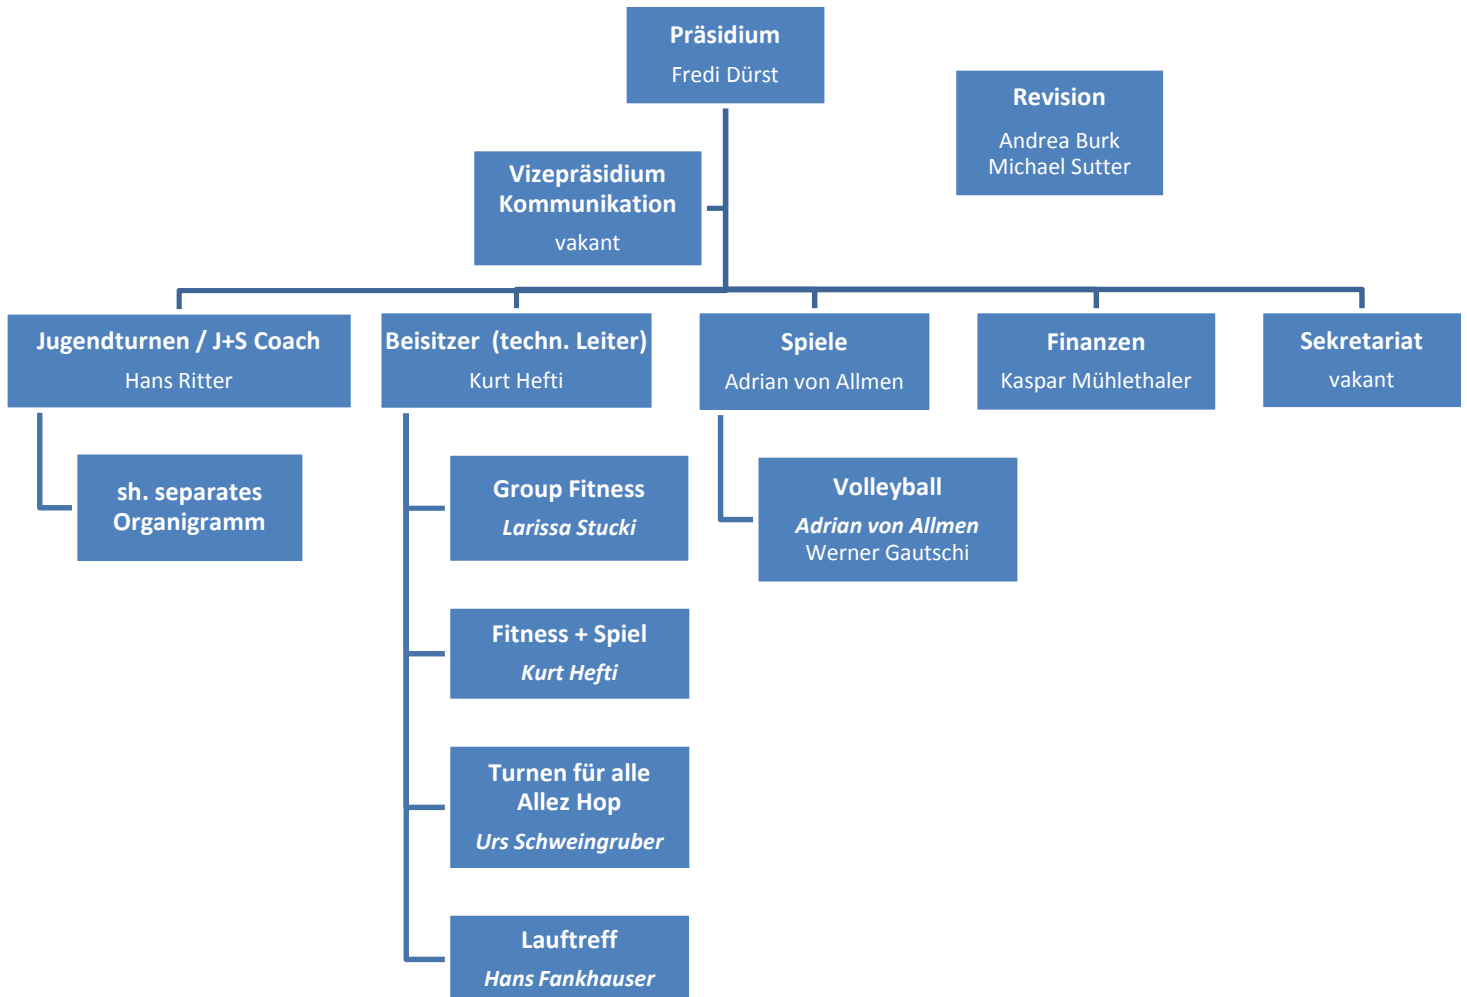 Präsidium
Fredi Dürst
Revision
Andrea Burk
Michael Sutter
Vizepräsidium
Kommunikation
vakant
Jugendturnen / J+S Coach
Hans Ritter
Beisitzer (techn. Leiter)
Kurt Hefti
Spiele
Adrian von Allmen
Finanzen
Kaspar Mühlethaler
Sekretariat
vakant
sh. separates
Organigramm
Group Fitness
Larissa Stucki
Volleyball
Adrian von Allmen
Werner Gautschi
Fitness + Spiel
Kurt Hefti
Turnen für alle
Allez Hop
Urs Schweingruber
Lauftreff
Hans Fankhauser